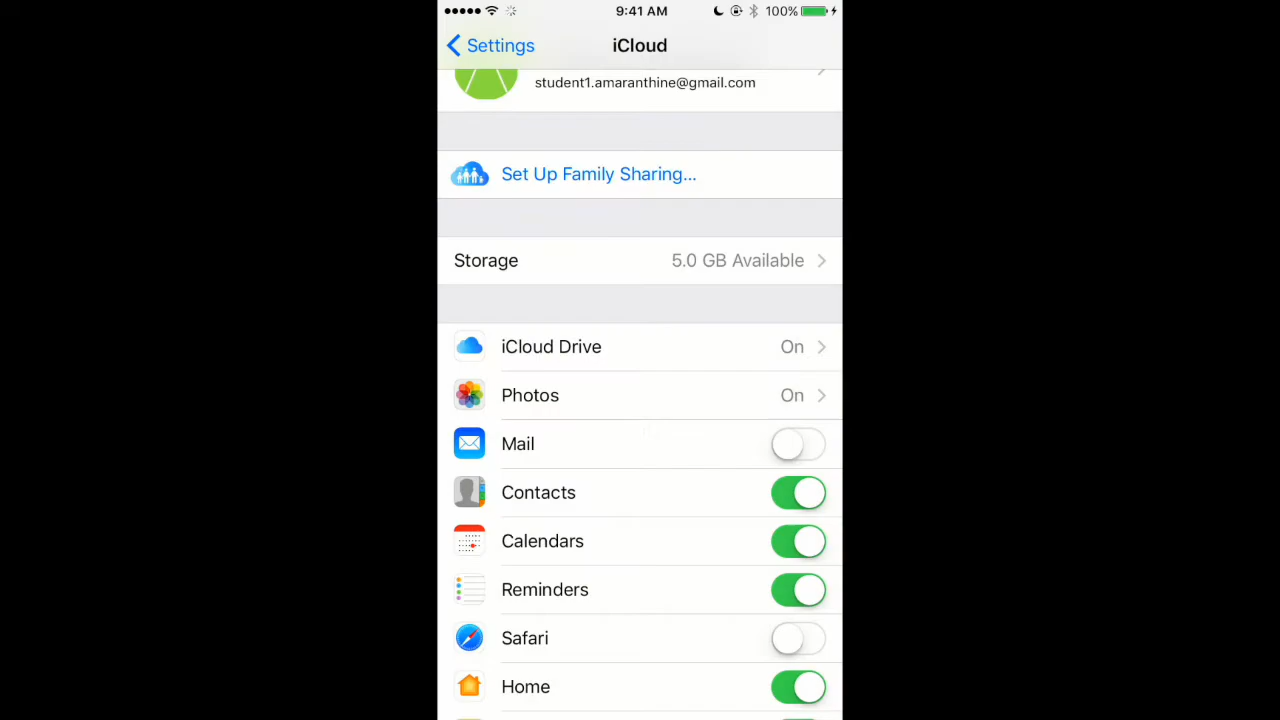 9:41 AM 100%
Settings iCloud
student1.amaranthine@gmail.com
Set Up Family Sharing...
Storage 5.0 GB Available
iCloud Drive On
Photos On
Mail
Contacts
Calendars
Reminders
Safari
Home